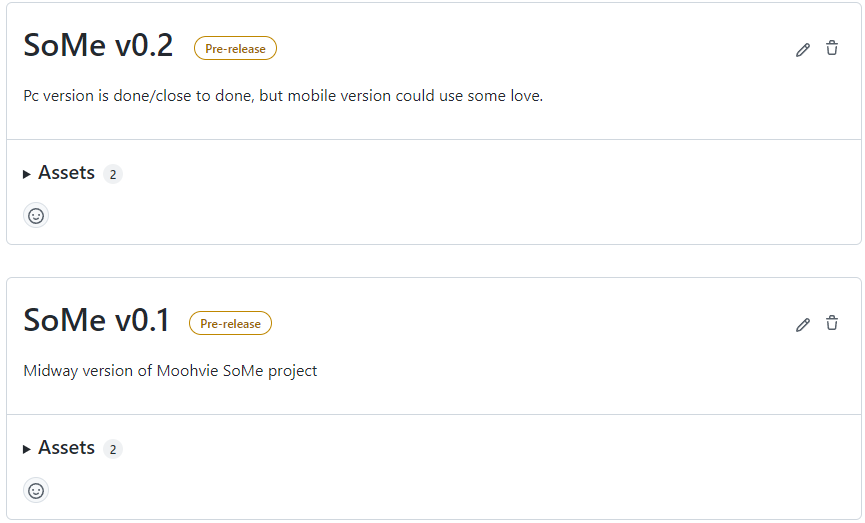 SoMe v0.2 Pre-release
Pc version is done/close to done, but mobile version could use some love.
Assets 2
SoMe v0.1 Pre-release
Midway version of Moohvie SoMe project
Assets 2